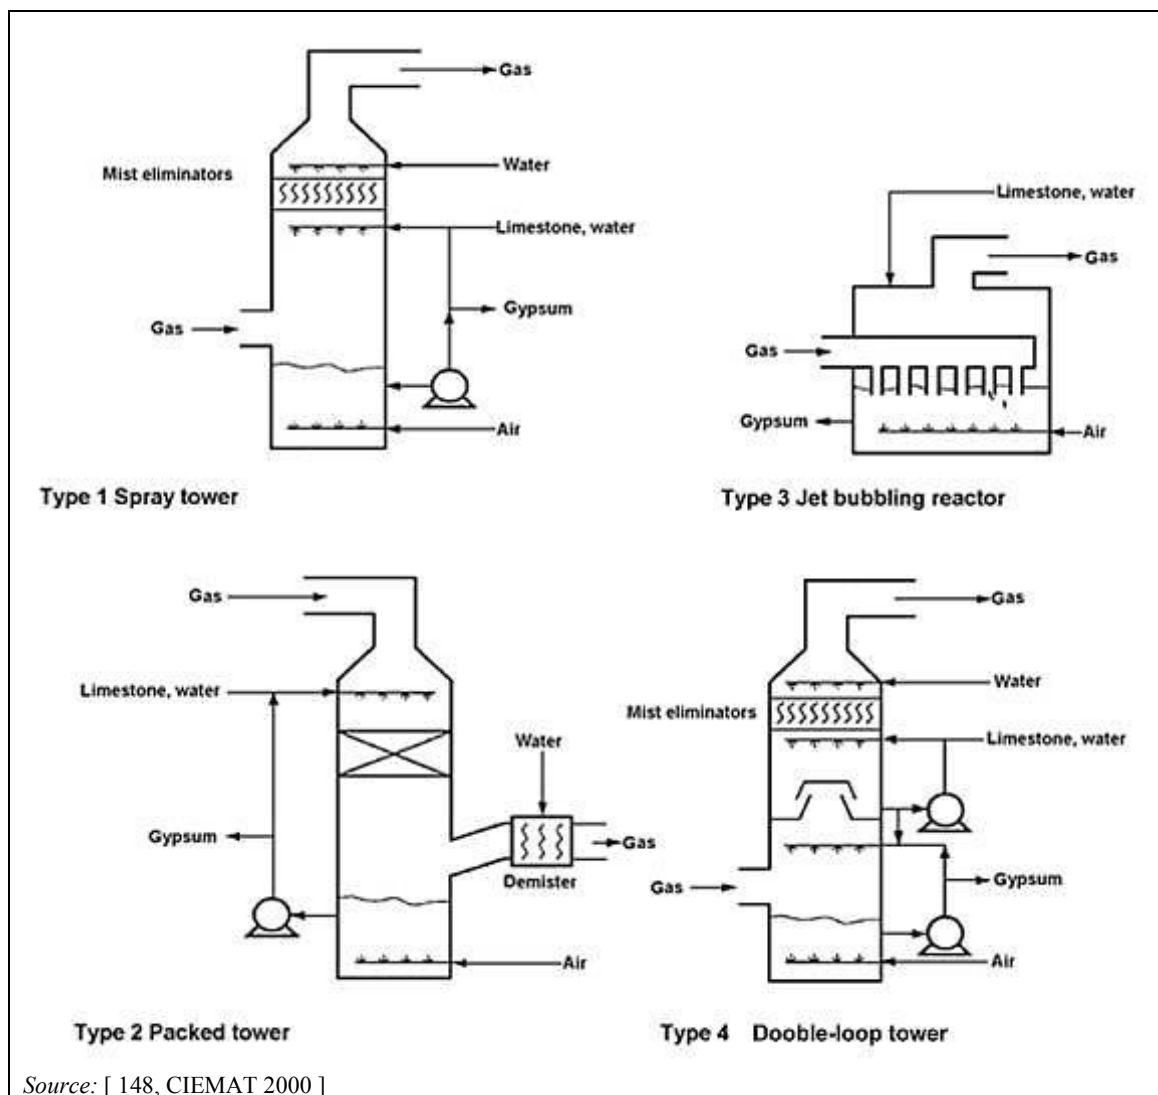 Gas
Water
Mist eliminators
Limestone, water
Gypsum
Gas
Air
Type 1 Spray tower
Limestone, water
Gas
Gas
Gypsum
Air
Type 3 Jet bubbling reactor
Gas
Limestone, water
Water
Gypsum
Gas
Demister
Air
Type 2 Packed tower
Gas
Water
Mist eliminators
Limestone, water
Gas
Gypsum
Air
Type 4 Dooble-loop tower
Source: [ 148, CIEMAT 2000 ]